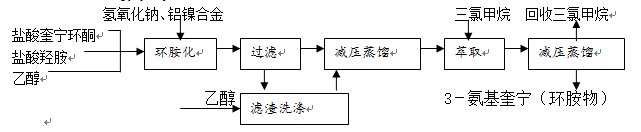 氢氧化钠、铝镍合金
三氯甲烷
回收三氯甲烷
盐酸奎宁环酮
盐酸羟胺
乙醇
环胺化
过滤
减压蒸馏
萃取
减压蒸馏
乙醇
滤渣洗涤
3－氨基奎宁（环胺物）